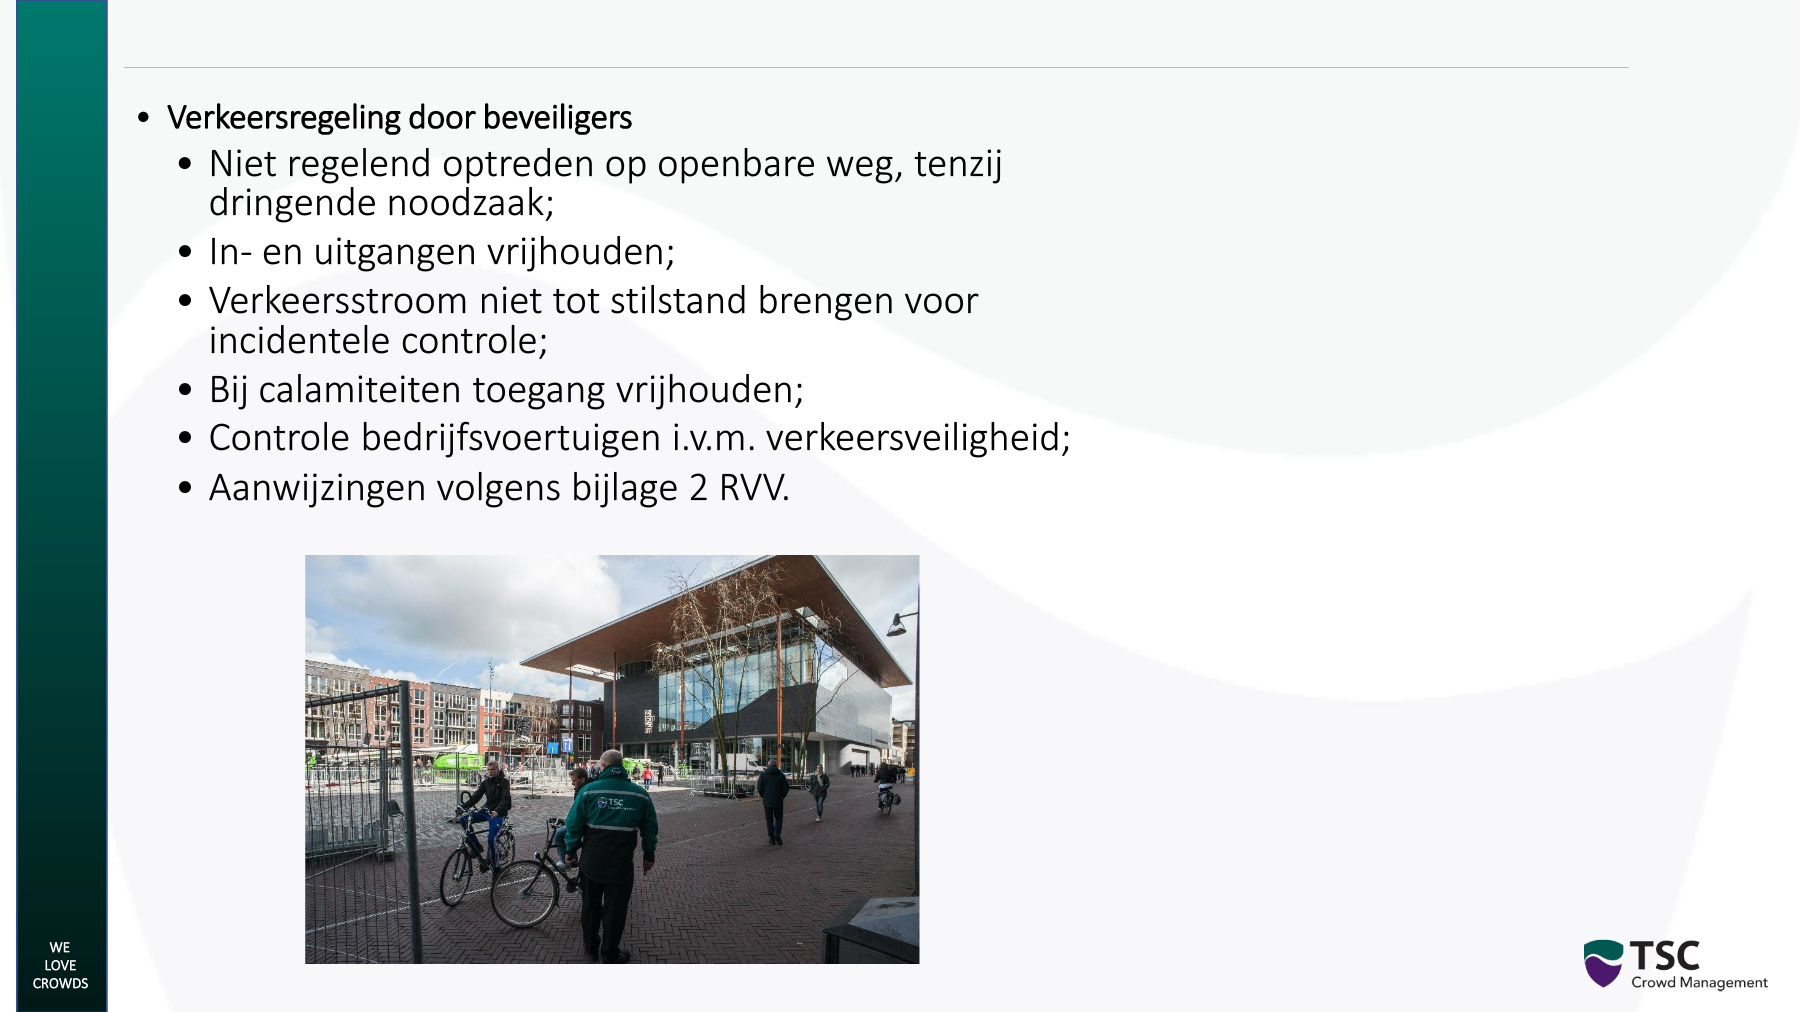 • Verkeersregeling door beveiligers
• Niet regelend optreden op openbare weg, tenzij
dringende noodzaak;
• In- en uitgangen vrijhouden;
• Verkeersstroom niet tot stilstand brengen voor
incidentele controle;
• Bij calamiteiten toegang vrijhouden;
• Controle bedrijfsvoertuigen i.v.m. verkeersveiligheid;
• Aanwijzingen volgens bijlage 2 RVV.
TSC
Crowd Management
WE
LOVE
CROWDS
TSC
Crowd Management